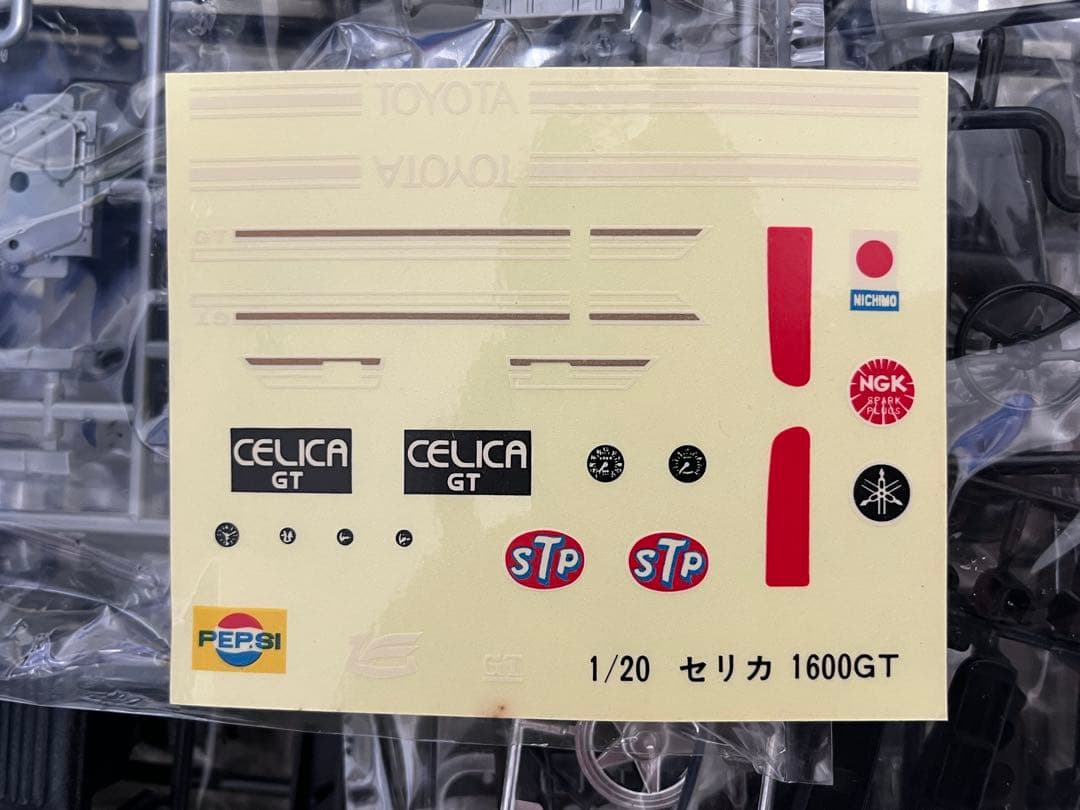 TOYOTA
TOYOTA
GT
GT
NICHIMO
NGK
SPARK
PLUGS
CELICA
GT
CELICA
GT
STP
STP
PEPSI
GT
1/20 セリカ 1600GT